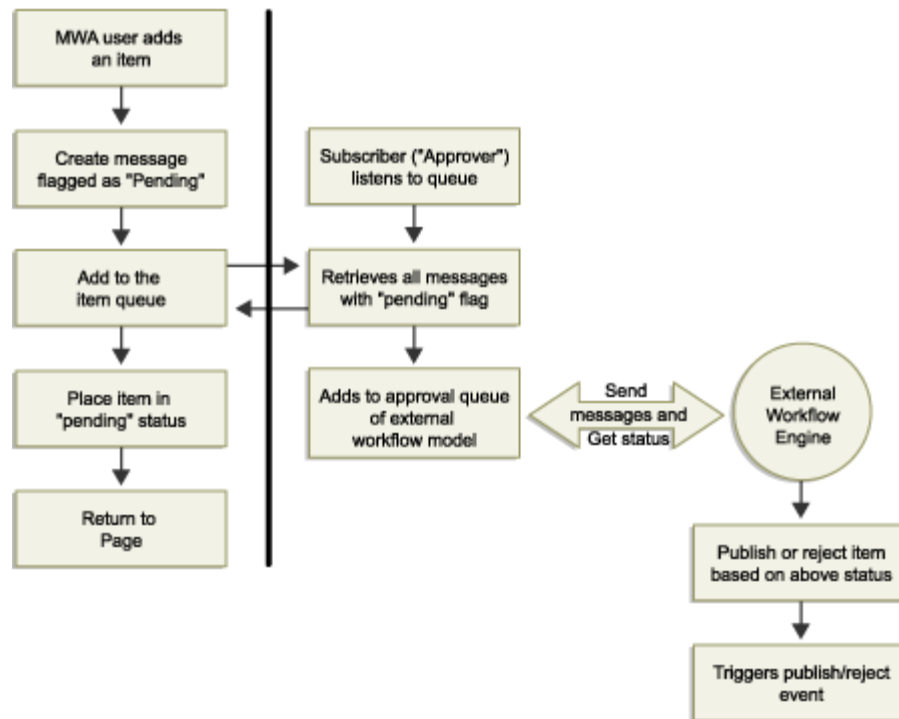 MWA user adds
an item
Create message
flagged as "Pending"
Add to the
item queue
Place item in
"pending" status
Return to
Page
Subscriber ("Approver")
listens to queue
Retrieves all messages
with "pending" flag
Adds to approval queue
of external
workflow model
Send
messages and
Get status
External
Workflow
Engine
Publish or reject item
based on above status
Triggers publish/reject
event